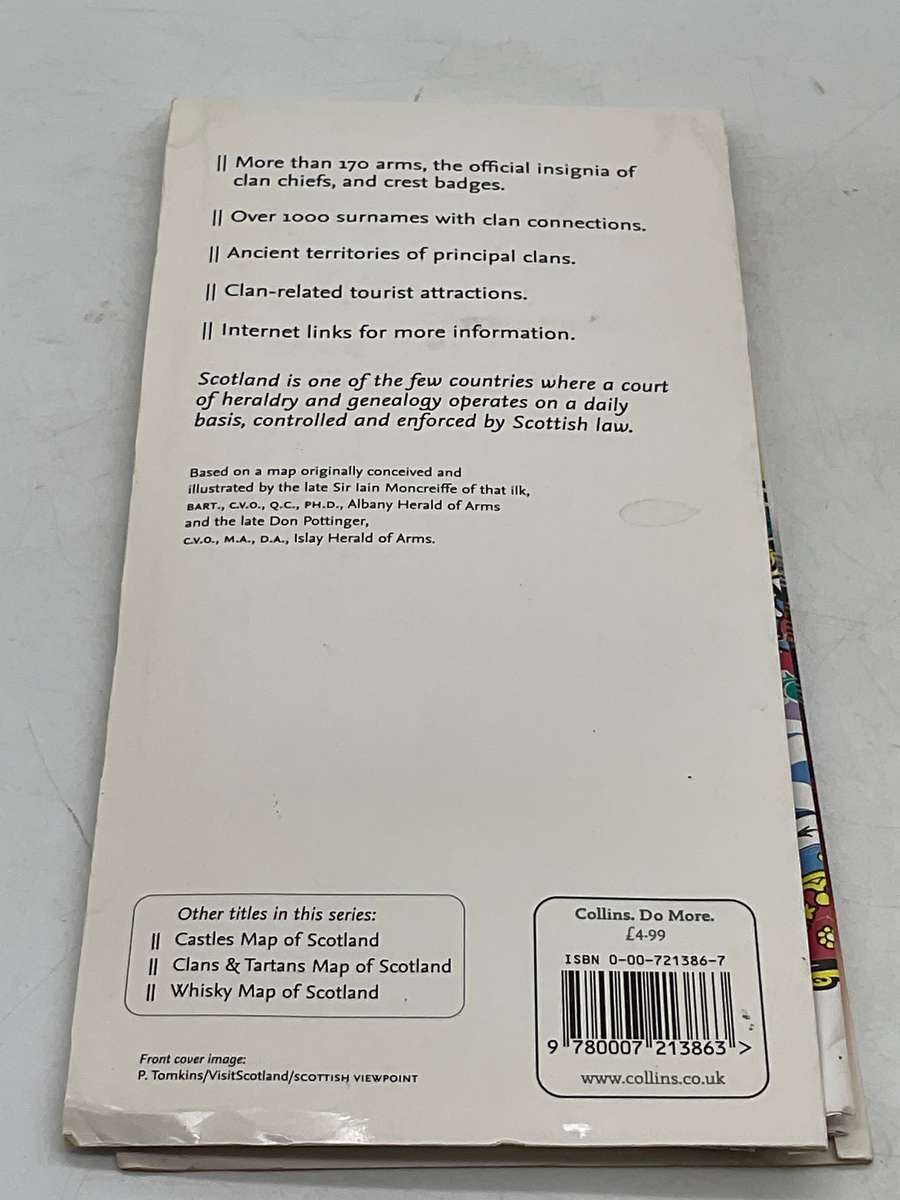 || More than 170 arms, the official insignia of
clan chiefs, and crest badges.
|| Over 1000 surnames with clan connections.
|| Ancient territories of principal clans.
|| Clan-related tourist attractions.
|| Internet links for more information.
Scotland is one of the few countries where a court
of heraldry and genealogy operates on a daily
basis, controlled and enforced by Scottish law.
Based on a map originally conceived and
illustrated by the late Sir Iain Moncreiffe of that ilk,
BART., C.V.O., Q.C., PH.D., Albany Herald of Arms
and the late Don Pottinger,
C.V.O., M.A., D.A., Islay Herald of Arms.
Other titles in this series:
|| Castles Map of Scotland
|| Clans & Tartans Map of Scotland
|| Whisky Map of Scotland
Front cover image:
P. Tomkins/VisitScotland/SCOTTISH VIEWPOINT
Collins. Do More.
£4.99
ISBN 0-00-721386-7
9 780007 213863 >
www.collins.co.uk